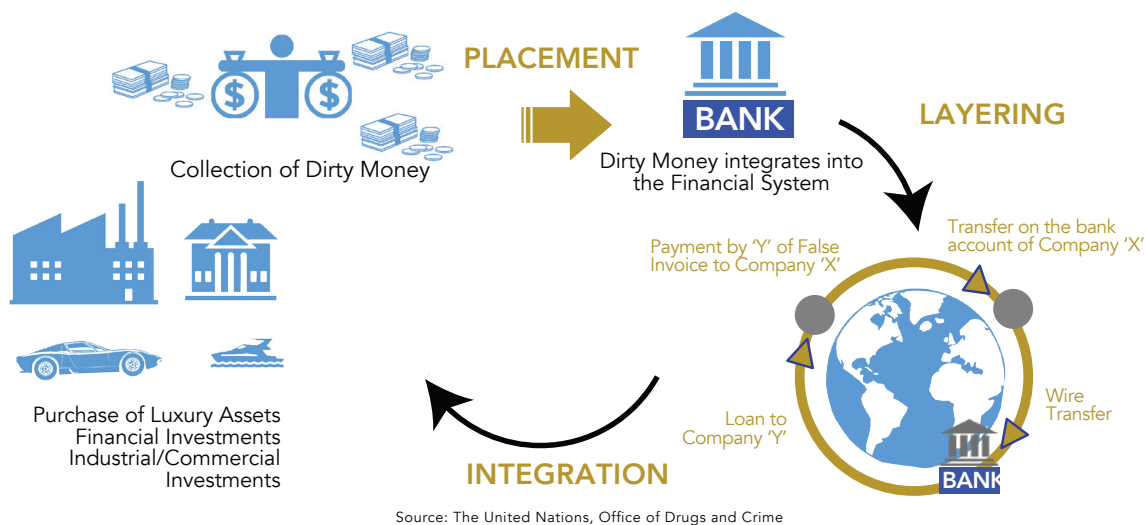 PLACEMENT
$ $
Collection of Dirty Money
BANK
Dirty Money integrates into
the Financial System
LAYERING
Transfer on the bank
account of Company ‘X’
Payment by ‘Y’ of False
Invoice to Company ‘X’
Wire
Transfer
BANK
Loan to
Company ‘Y’
INTEGRATION
Purchase of Luxury Assets
Financial Investments
Industrial/Commercial
Investments
Source: The United Nations, Office of Drugs and Crime